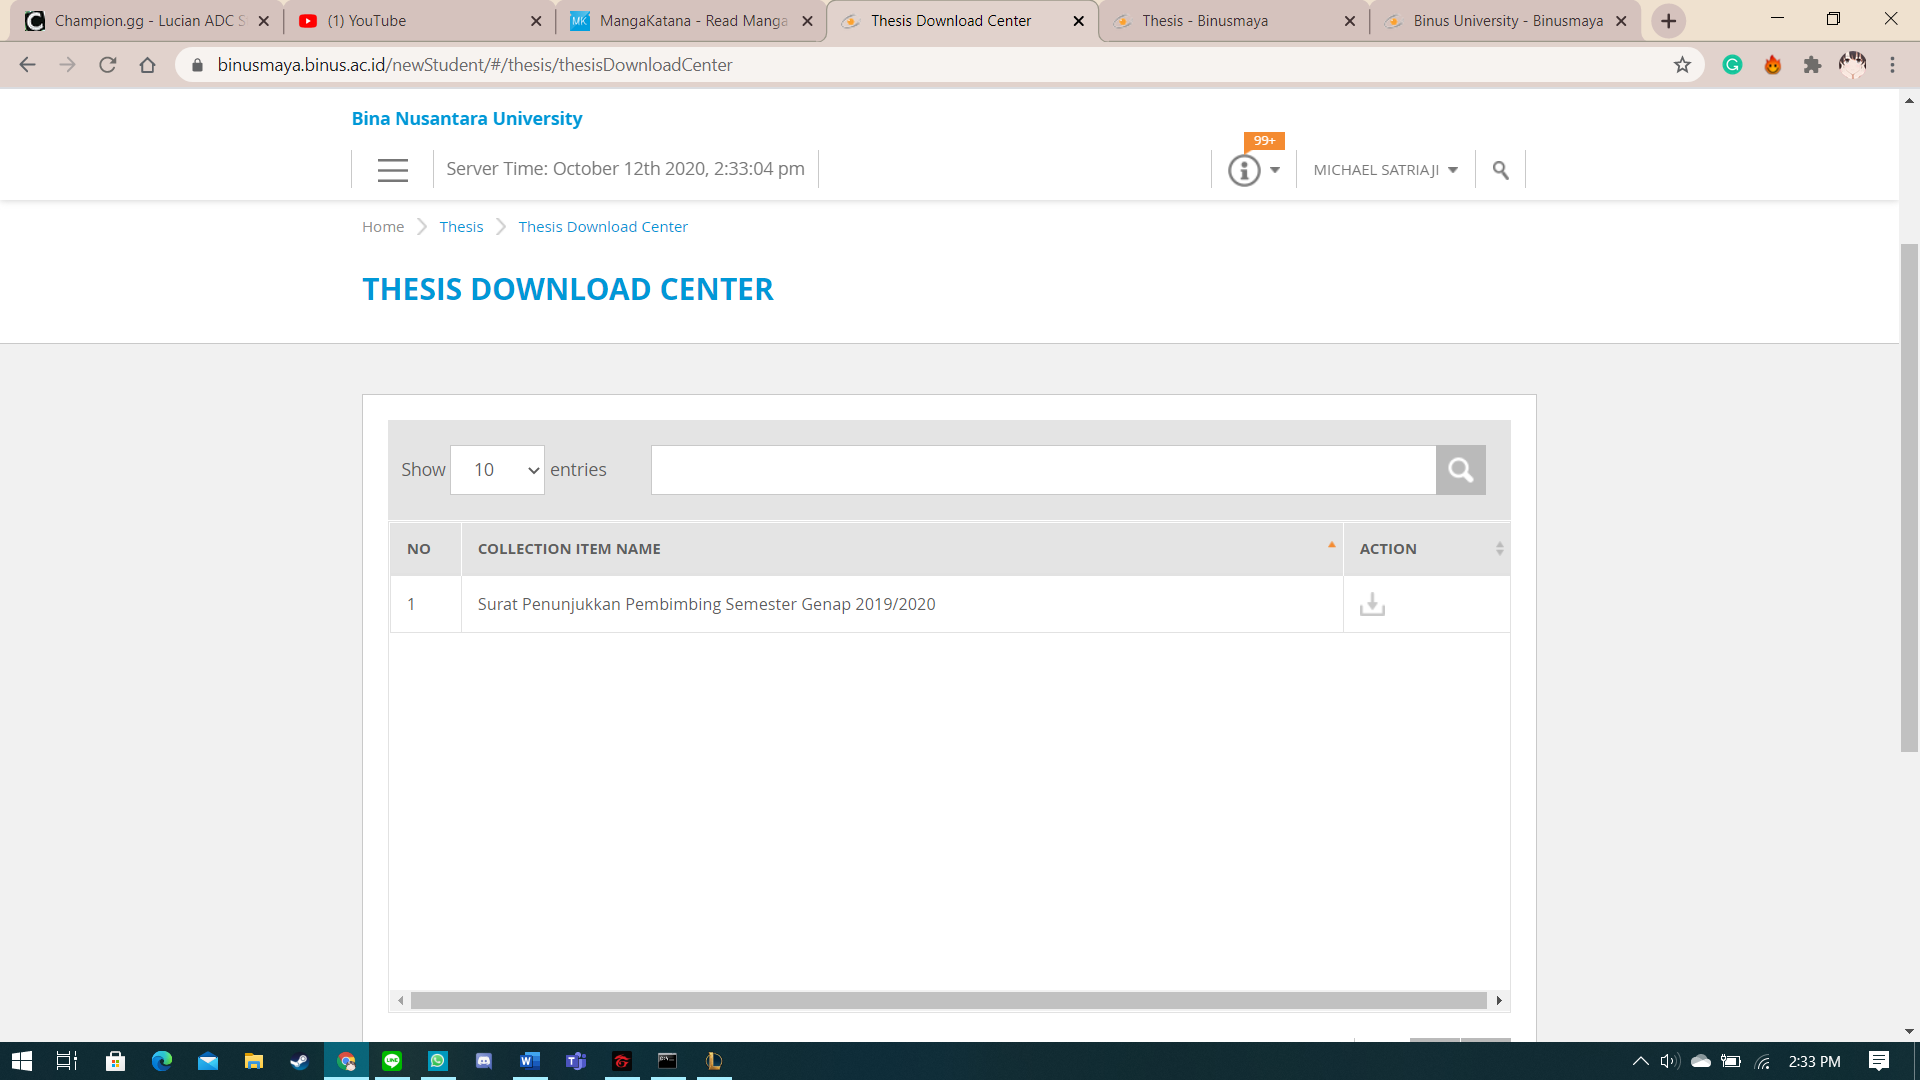 Champion.gg - Lucian ADC S
(1) YouTube
MangaKatana - Read Manga
Thesis Download Center
Thesis - Binusmaya
Binus University - Binusmaya
binusmaya.binus.ac.id/newStudent/#/thesis/thesisDownloadCenter
Bina Nusantara University
99+
Server Time: October 12th 2020, 2:33:04 pm
MICHAEL SATRIAJI
Home Thesis Thesis Download Center
THESIS DOWNLOAD CENTER
Show 10 entries
NO COLLECTION ITEM NAME ACTION
1 Surat Penunjukkan Pembimbing Semester Genap 2019/2020
2:33 PM